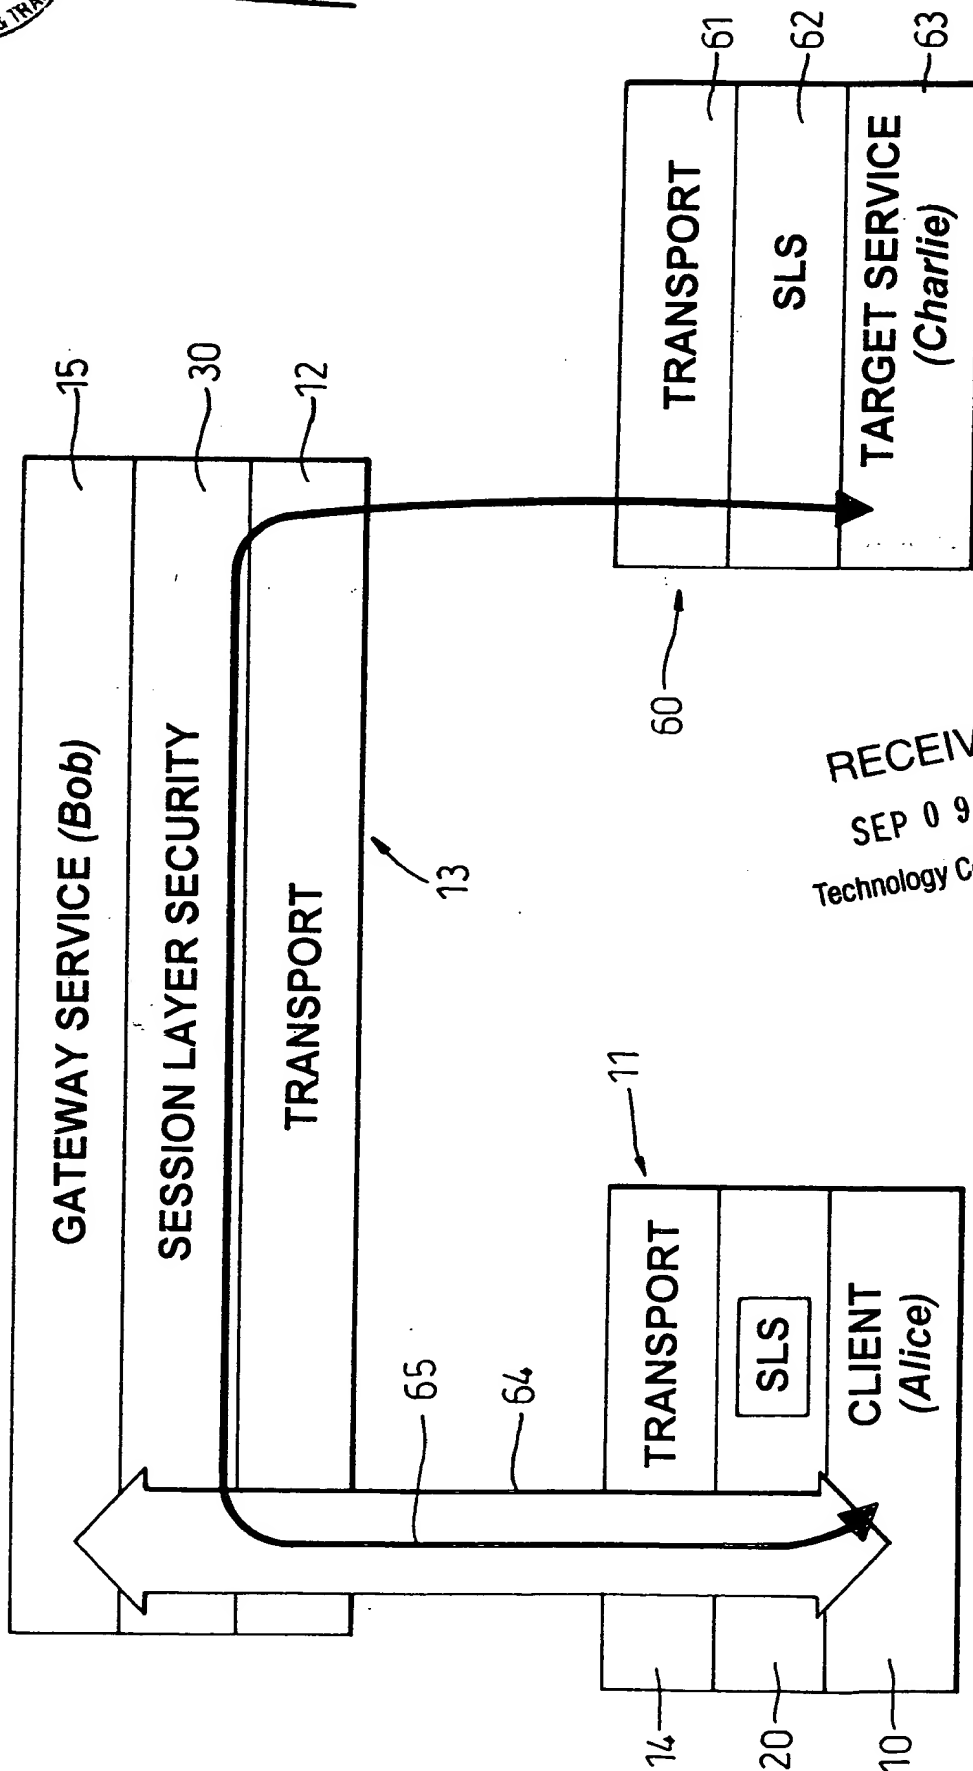 & TRA
15
30
12
GATEWAY SERVICE (Bob)
SESSION LAYER SECURITY
TRANSPORT
13
61
62
63
TRANSPORT
SLS
TARGET SERVICE
(Charlie)
60
RECEIV
SEP 0 9
Technology C
11
65
64
TRANSPORT
SLS
CLIENT
(Alice)
14
20
10